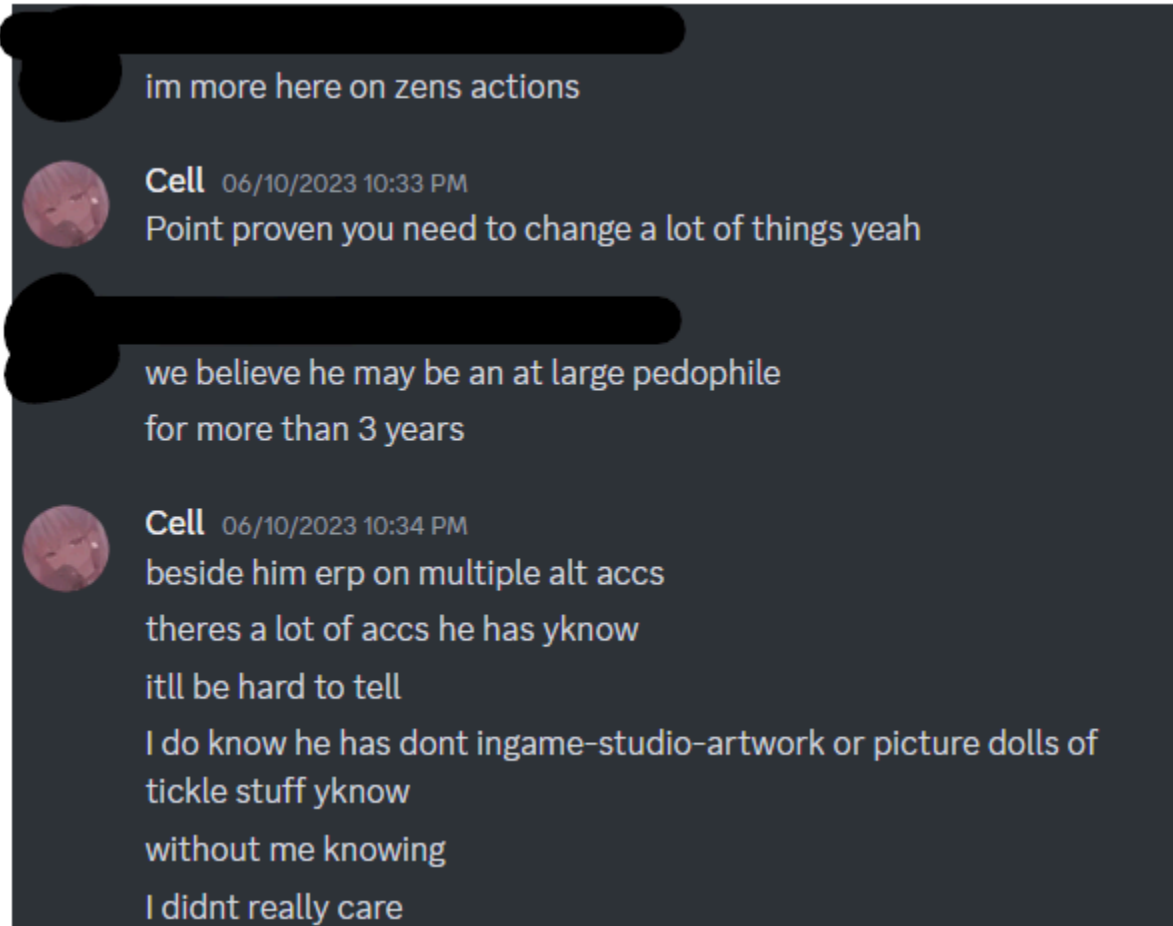 im more here on zens actions
Cell 06/10/2023 10:33 PM
Point proven you need to change a lot of things yeah
we believe he may be an at large pedophile
for more than 3 years
Cell 06/10/2023 10:34 PM
beside him erp on multiple alt accs
theres a lot of accs he has yknow
itll be hard to tell
I do know he has dont ingame-studio-artwork or picture dolls of
tickle stuff yknow
without me knowing
I didnt really care